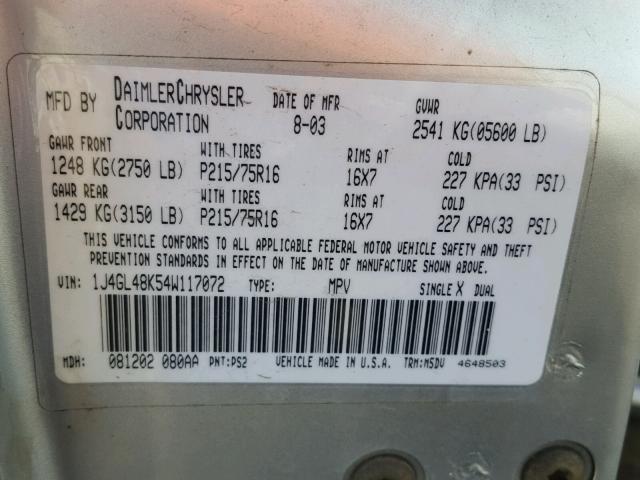 MFD BY DAIMLERCHRYSLER CORPORATION DATE OF MFR 8-03 GVWR 2541 KG(05600 LB)
GAWR FRONT WITH TIRES RIMS AT COLD
1248 KG(2750 LB) P215/75R16 16X7 227 KPA(33 PSI)
GAWR REAR WITH TIRES RIMS AT COLD
1429 KG(3150 LB) P215/75R16 16X7 227 KPA(33 PSI)
THIS VEHICLE CONFORMS TO ALL APPLICABLE FEDERAL MOTOR VEHICLE SAFETY AND THEFT
PREVENTION STANDARDS IN EFFECT ON THE DATE OF MANUFACTURE SHOWN ABOVE.
VIN: 1J4GL48K54W117072 TYPE: MPV SINGLE X DUAL
MDH: 081202 080AA PNT:PS2 VEHICLE MADE IN U.S.A. TRM:M5DV 4648503